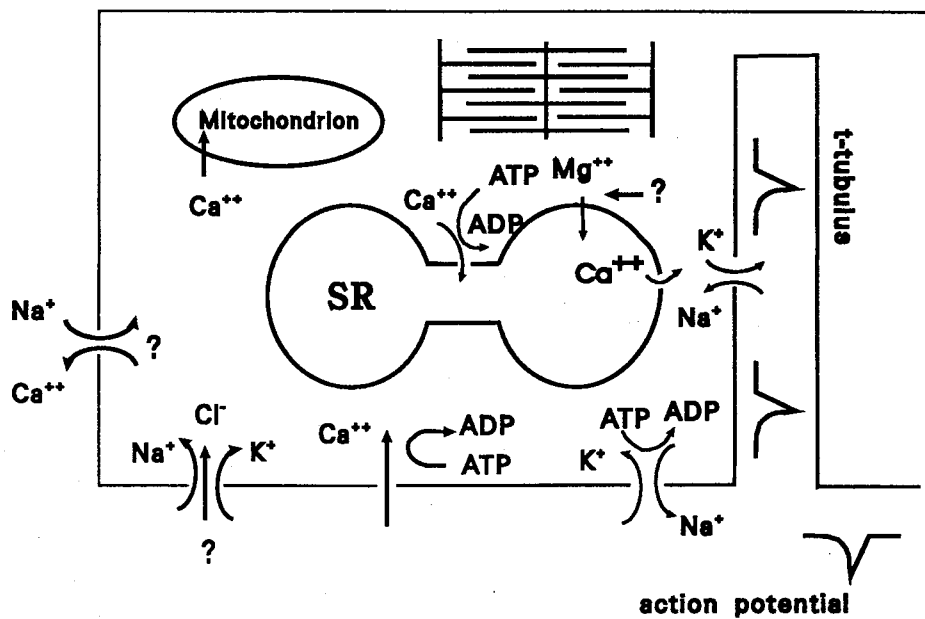 Mitochondrion
Ca++
ATP Mg++
Ca++
?
ADP
t-tubulus
SR
Ca++
K+
Na+
Na+
?
Ca++
Cl-
Na+
K+
?
Ca++
ADP
ATP
ATP ADP
K+
Na+
action potential